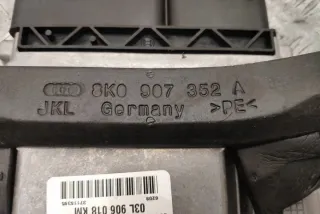 8K0 907 352 A
JKL Germany >PE<
03L 906 018 KM